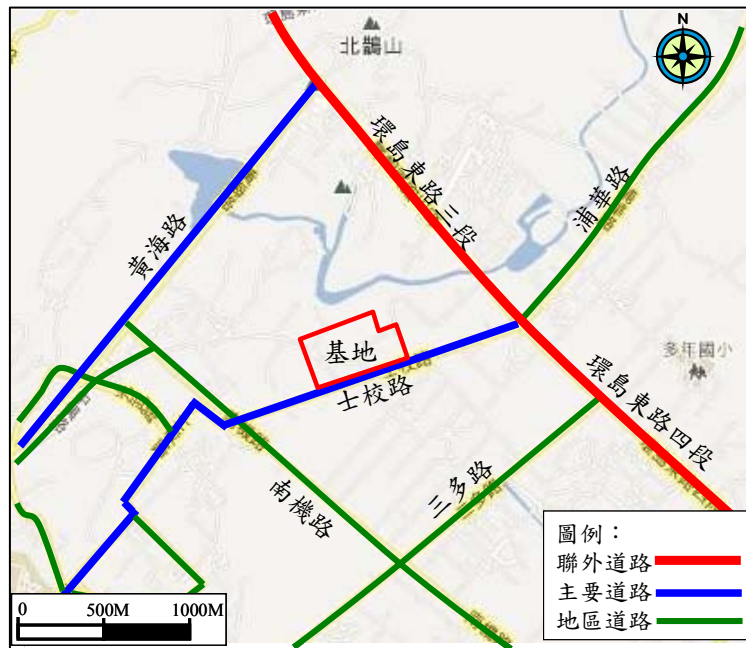 北鵲山
N
環島東路三段
浦華路
黃海路
基地
士校路
多年國小
環島東路四段
三多路
南機路
圖例：
聯外道路
主要道路
地區道路
0 500M 1000M